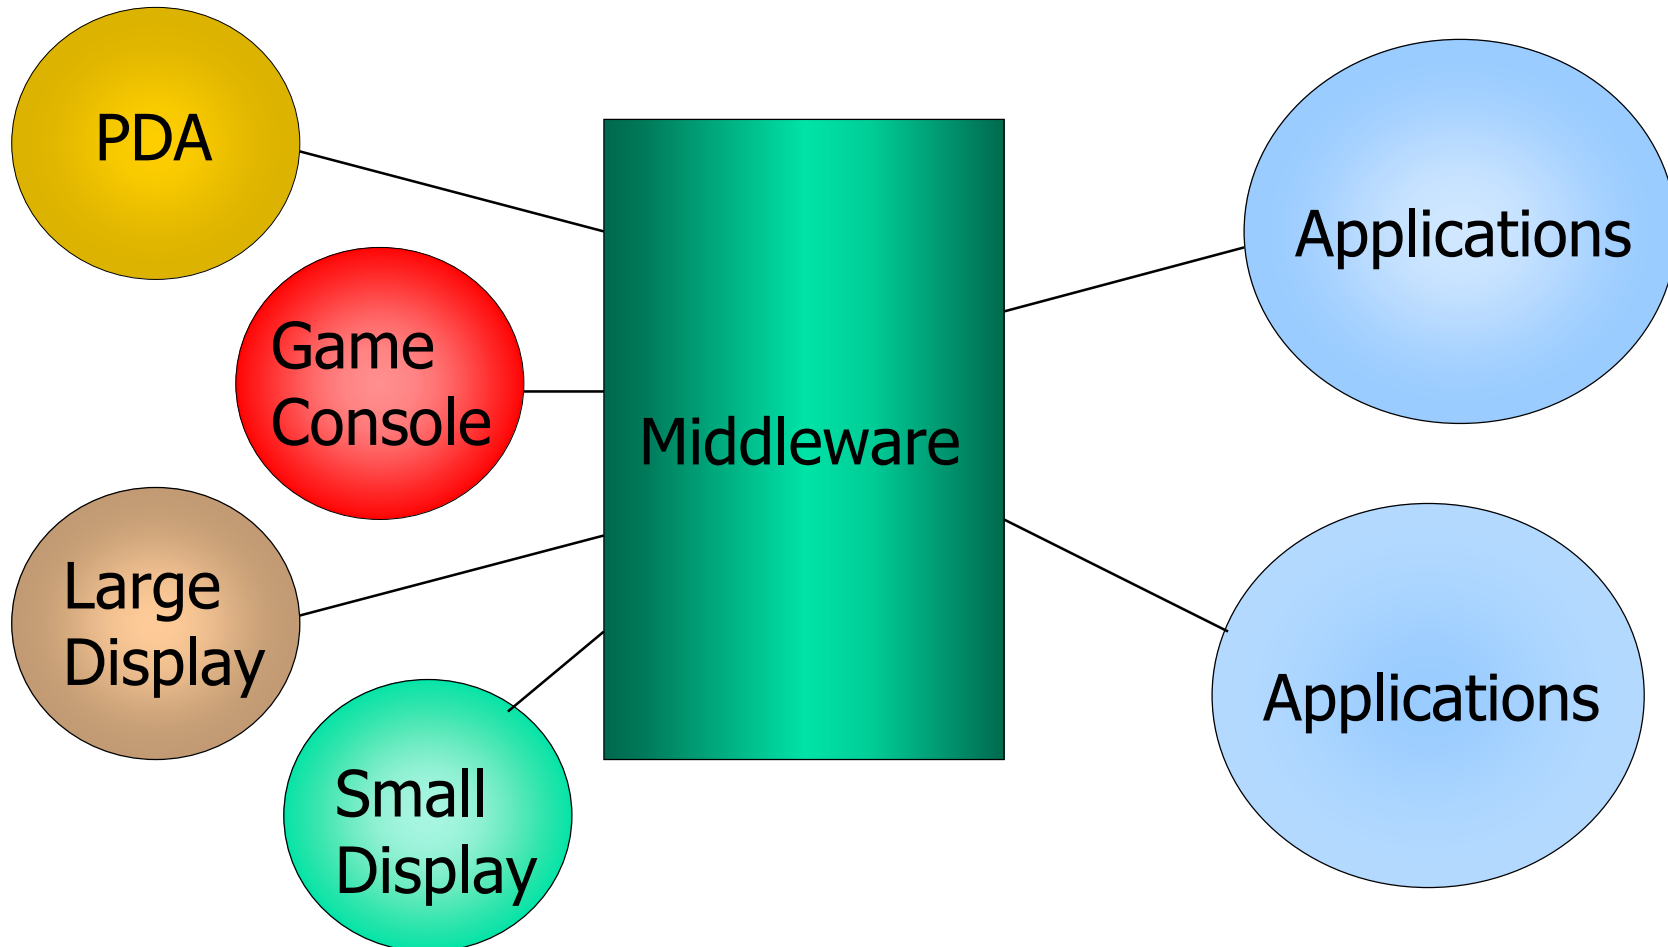 PDA
Game
Console
Large
Display
Small
Display
Middleware
Applications
Applications